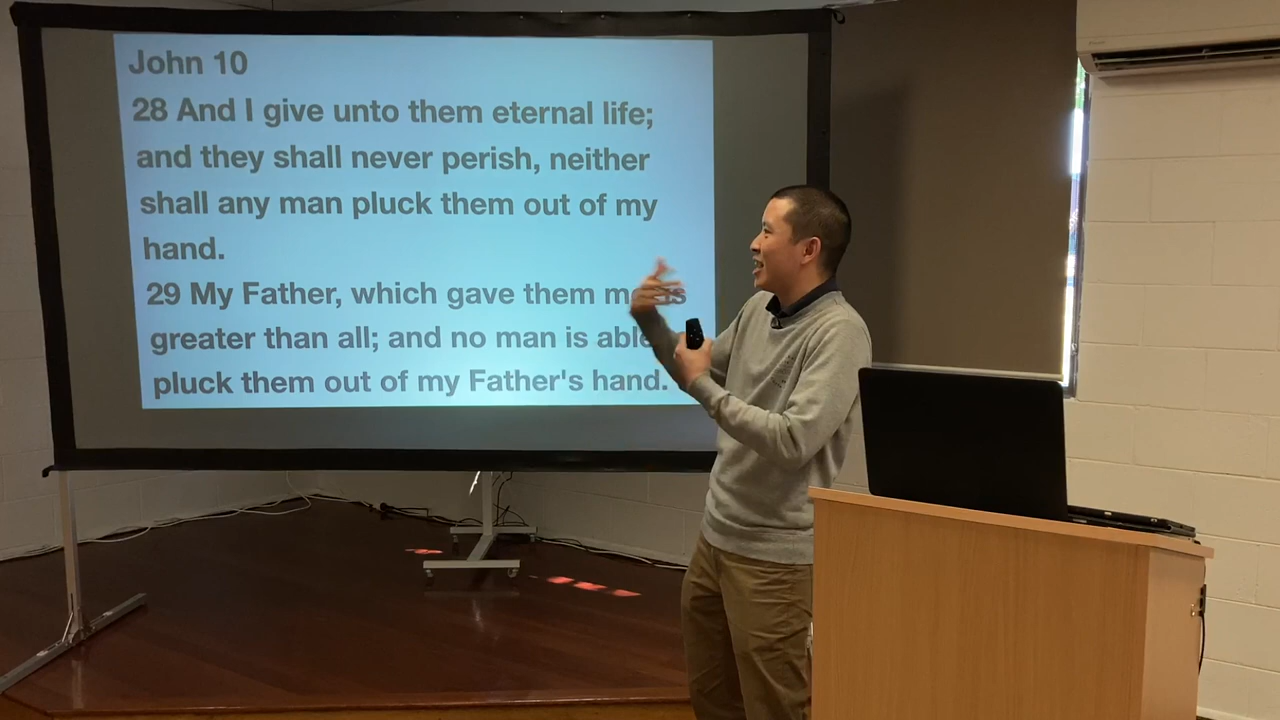 John 10
28 And I give unto them eternal life;
and they shall never perish, neither
shall any man pluck them out of my
hand.
29 My Father, which gave them is
greater than all; and no man is able
pluck them out of my Father's hand.